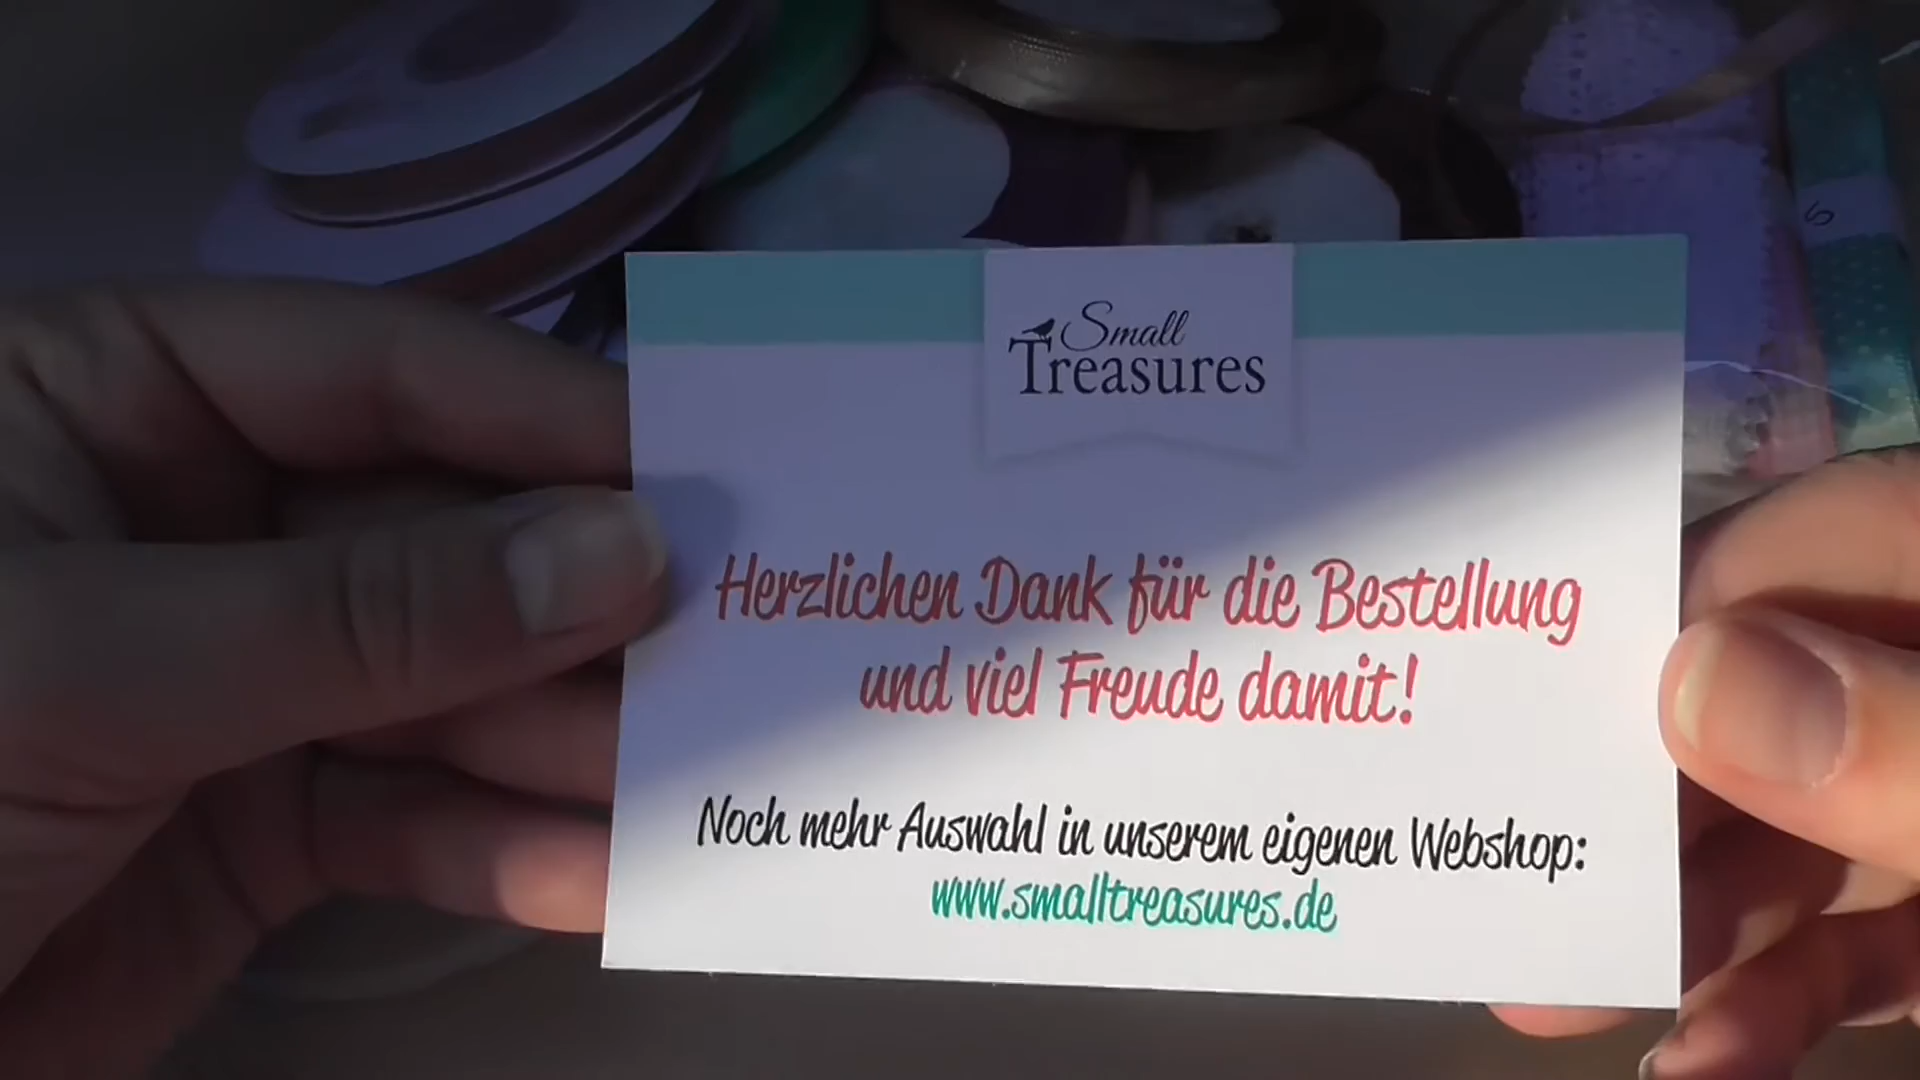 Small
Treasures
Herzlichen Dank für die Bestellung
und viel Freude damit!
Noch mehr Auswahl in unserem eigenen Webshop:
www.smalltreasures.de